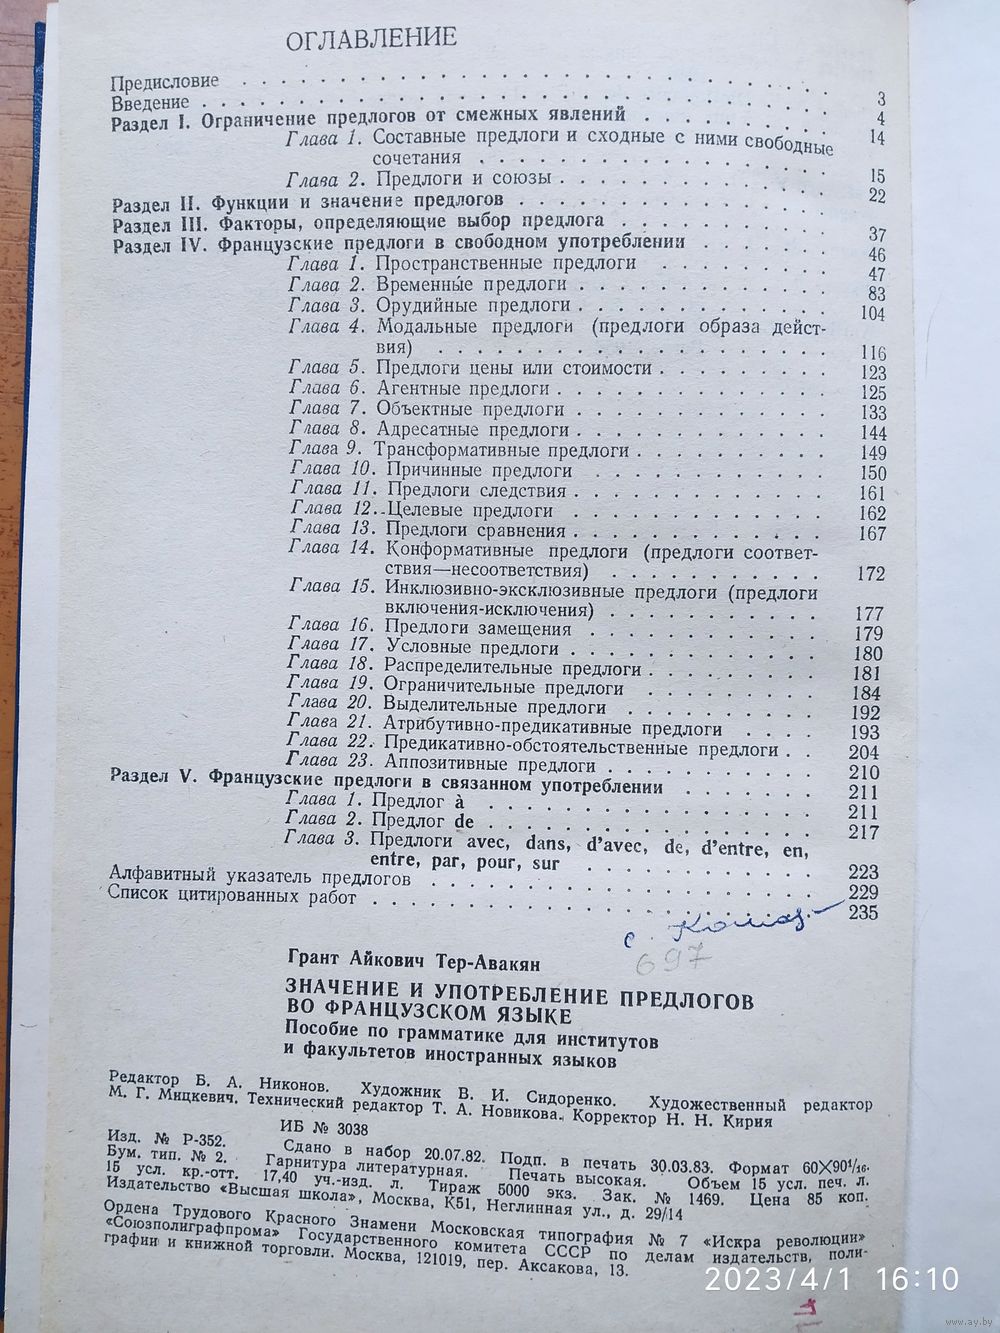 ОГЛАВЛЕНИЕ
Предисловие . . . . . . . . . . 3
Введение . . . . . . . . . . 4
Раздел I. Ограничение предлогов от смежных явлений . . . . . . . . . . 14
Глава 1. Составные предлоги и сходные с ними свободные
сочетания . . . . . . . . . . 15
Глава 2. Предлоги и союзы . . . . . . . . . . 22
Раздел II. Функции и значение предлогов . . . . . . . . . . 37
Раздел III. Факторы, определяющие выбор предлога . . . . . . . . . . 46
Раздел IV. Французские предлоги в свободном употреблении . . . . . . 47
Глава 1. Пространственные предлоги . . . . . . . . . 83
Глава 2. Временные предлоги . . . . . . . . . . 104
Глава 3. Орудийные предлоги . . . . . . . . . .
Глава 4. Модальные предлоги (предлоги образа дейст-
вия) . . . . . . . . . . 116
Глава 5. Предлоги цены или стоимости . . . . . . . . . 123
Глава 6. Агентные предлоги . . . . . . . . . . 125
Глава 7. Объектные предлоги . . . . . . . . . . 133
Глава 8. Адресатные предлоги . . . . . . . . . . 144
Глава 9. Трансформативные предлоги . . . . . . . . . . 149
Глава 10. Причинные предлоги . . . . . . . . . . 150
Глава 11. Предлоги следствия . . . . . . . . . . 161
Глава 12. Целевые предлоги . . . . . . . . . . 162
Глава 13. Предлоги сравнения . . . . . . . . . . 167
Глава 14. Конформативные предлоги (предлоги соответ-
ствия—несоответствия) . . . . . . . . . . 172
Глава 15. Инклюзивно-эксклюзивные предлоги (предлоги
включения-исключения) . . . . . . . . . . 177
Глава 16. Предлоги замещения . . . . . . . . . . 179
Глава 17. Условные предлоги . . . . . . . . . . 180
Глава 18. Распределительные предлоги . . . . . . . . . 181
Глава 19. Ограничительные предлоги . . . . . . . . . 184
Глава 20. Выделительные предлоги . . . . . . . . . 192
Глава 21. Атрибутивно-предикативные предлоги . . . . 193
Глава 22. Предикативно-обстоятельственные предлоги . . 204
Глава 23. Аппозитивные предлоги . . . . . . . . . . 210
Раздел V. Французские предлоги в связанном употреблении . . . . . . 211
Глава 1. Предлог à . . . . . . . . . . 211
Глава 2. Предлог de . . . . . . . . . . 217
Глава 3. Предлоги avec, dans, d'avec, de, d'entre, en,
entre, par, pour, sur . . . . . . . . . . 223
Алфавитный указатель предлогов . . . . . . . . . . 229
Список цитированных работ . . . . . . . . . . 235
697
Грант Айкович Тер-Авакян
ЗНАЧЕНИЕ И УПОТРЕБЛЕНИЕ ПРЕДЛОГОВ
ВО ФРАНЦУЗСКОМ ЯЗЫКЕ
Пособие по грамматике для институтов
и факультетов иностранных языков
Редактор Б. А. Никонов. Художник В. И. Сидоренко. Художественный редактор
М. Г. Мицкевич. Технический редактор Т. А. Новикова. Корректор Н. Н. Кирия
ИБ № 3038
Изд. № Р-352. Сдано в набор 20.07.82. Подп. в печать 30.03.83. Формат 60X90 1/16.
Бум. тип. № 2. Гарнитура литературная. Печать высокая. Объем 15 усл. печ. л.
15 усл. кр.-отт. 17,40 уч.-изд. л. Тираж 5000 экз. Зак. № 1469. Цена 85 коп.
Издательство «Высшая школа», Москва, К51, Неглинная ул., д. 29/14
Ордена Трудового Красного Знамени Московская типография № 7 «Искра революции»
«Союзполиграфпрома» Государственного комитета СССР по делам издательств, поли-
графии и книжной торговли. Москва, 121019, пер. Аксакова, 13.
2023/4/1 16:10
www.ay.by